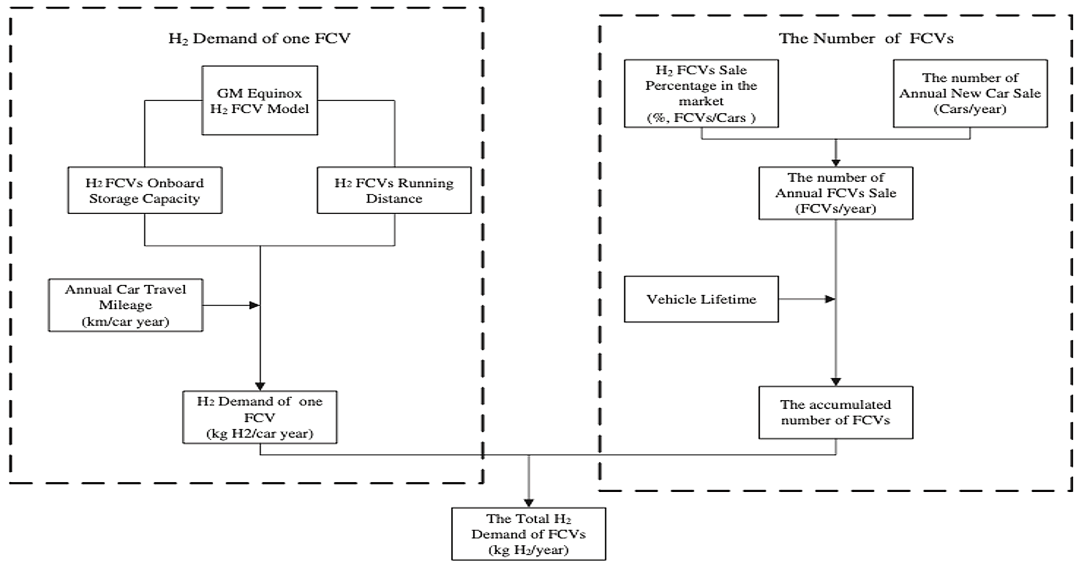 H₂ Demand of one FCV
GM Equinox
H₂ FCV Model
H₂ FCVs Onboard
Storage Capacity
H₂ FCVs Running
Distance
Annual Car Travel
Mileage
(km/car year)
H₂ Demand of one
FCV
(kg H2/car year)
The Number of FCVs
H₂ FCVs Sale
Percentage in the
market
(%, FCVs/Cars )
The number of
Annual New Car Sale
(Cars/year)
The number of
Annual FCVs Sale
(FCVs/year)
Vehicle Lifetime
The accumulated
number of FCVs
The Total H₂
Demand of FCVs
(kg H₂/year)